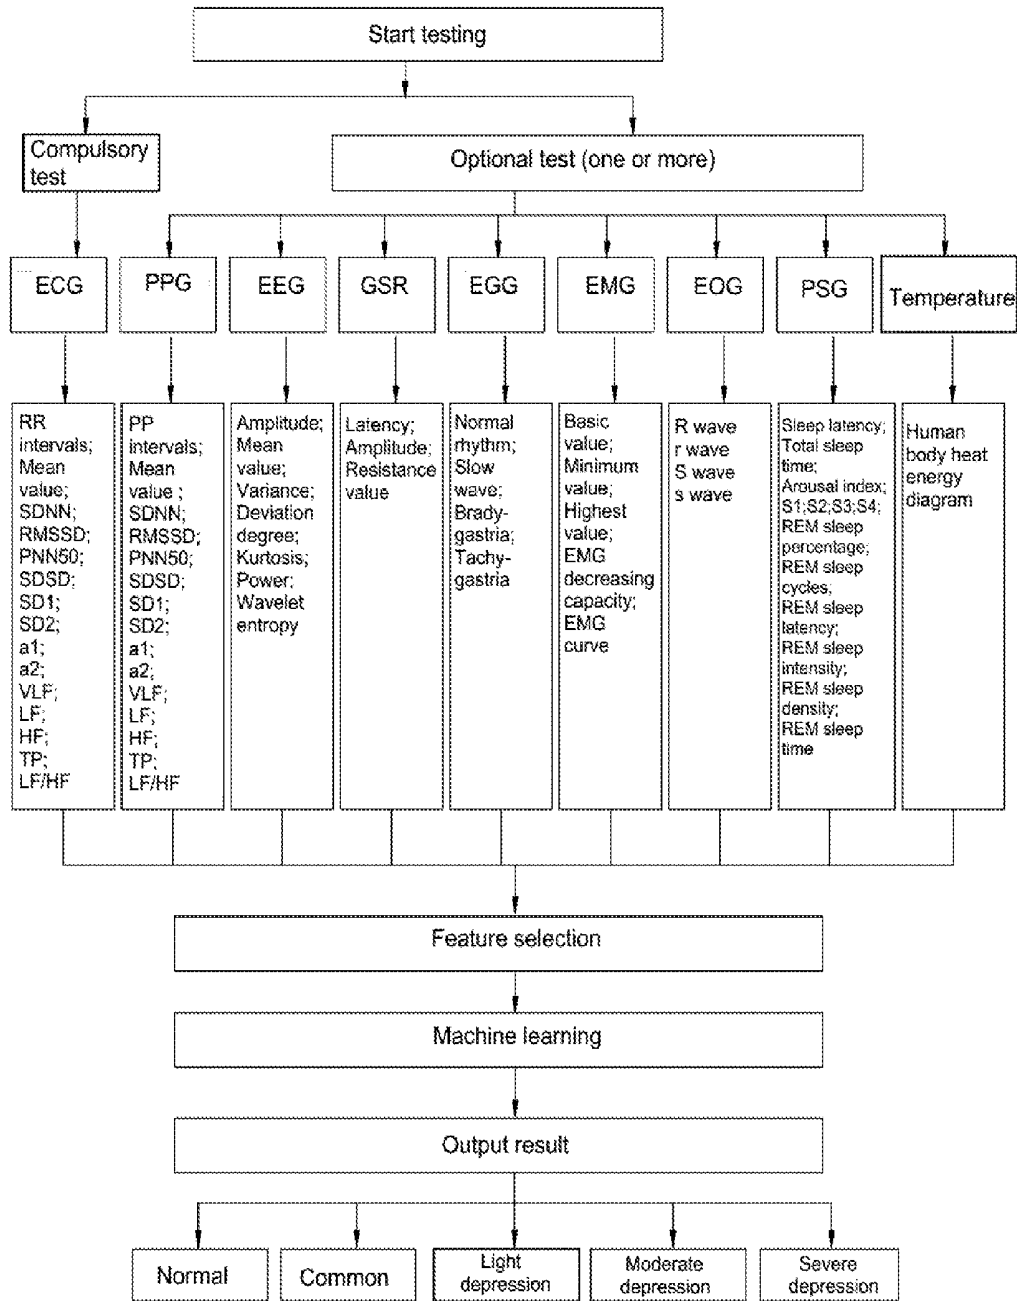 Start testing
Compulsory
test
Optional test (one or more)
ECG
PPG
EEG
GSR
EGG
EMG
EOG
PSG
Temperature
RR
intervals;
Mean
value;
SDNN;
RMSSD;
PNN50;
SDSD;
SD1;
SD2;
a1;
a2;
VLF;
LF;
HF;
TP;
LF/HF
PP
intervals;
Mean
value ;
SDNN;
RMSSD;
PNN50;
SDSD;
SD1;
SD2;
a1;
a2;
VLF;
LF;
HF;
TP;
LF/HF
Amplitude;
Mean
value;
Variance;
Deviation
degree;
Kurtosis;
Power;
Wavelet
entropy
Latency;
Amplitude;
Resistance
value
Normal
rhythm;
Slow
wave;
Brady-
gastria;
Tachy-
gastria
Basic
value;
Minimum
value;
Highest
value;
EMG
decreasing
capacity;
EMG
curve
R wave
r wave
S wave
s wave
Sleep latency;
Total sleep
time;
Arousal index;
S1;S2;S3;S4;
REM sleep
percentage;
REM sleep
cycles;
REM sleep
latency;
REM sleep
intensity;
REM sleep
density;
REM sleep
time
Human
body heat
energy
diagram
Feature selection
Machine learning
Output result
Normal
Common
Light
depression
Moderate
depression
Severe
depression